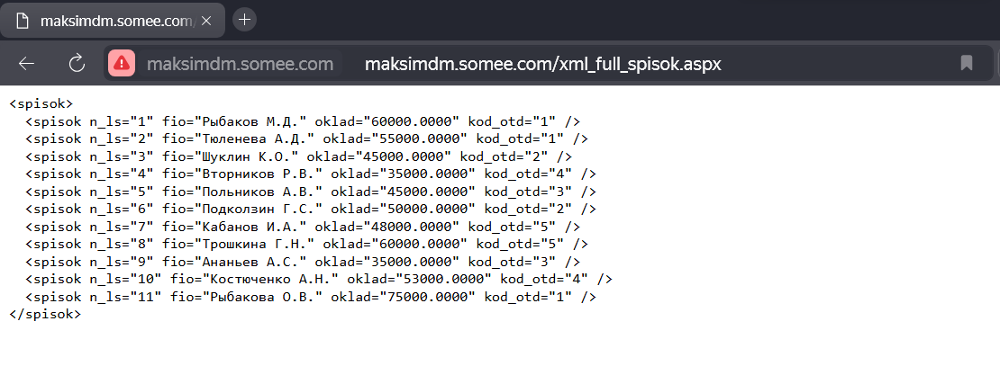 maksimdm.somee.com/
maksimdm.somee.com maksimdm.somee.com/xml_full_spisok.aspx
<spisok>
<spisok n_ls="1" fio="Рыбаков М.Д." oklad="60000.0000" kod_otd="1" />
<spisok n_ls="2" fio="Тюленева А.Д." oklad="55000.0000" kod_otd="1" />
<spisok n_ls="3" fio="Шуклин К.О." oklad="45000.0000" kod_otd="2" />
<spisok n_ls="4" fio="Вторников Р.В." oklad="35000.0000" kod_otd="4" />
<spisok n_ls="5" fio="Польников А.В." oklad="45000.0000" kod_otd="3" />
<spisok n_ls="6" fio="Подколзин Г.С." oklad="50000.0000" kod_otd="2" />
<spisok n_ls="7" fio="Кабанов И.А." oklad="48000.0000" kod_otd="5" />
<spisok n_ls="8" fio="Трошкина Г.Н." oklad="60000.0000" kod_otd="5" />
<spisok n_ls="9" fio="Ананьев А.С." oklad="35000.0000" kod_otd="3" />
<spisok n_ls="10" fio="Костюченко А.Н." oklad="53000.0000" kod_otd="4" />
<spisok n_ls="11" fio="Рыбакова О.В." oklad="75000.0000" kod_otd="1" />
</spisok>